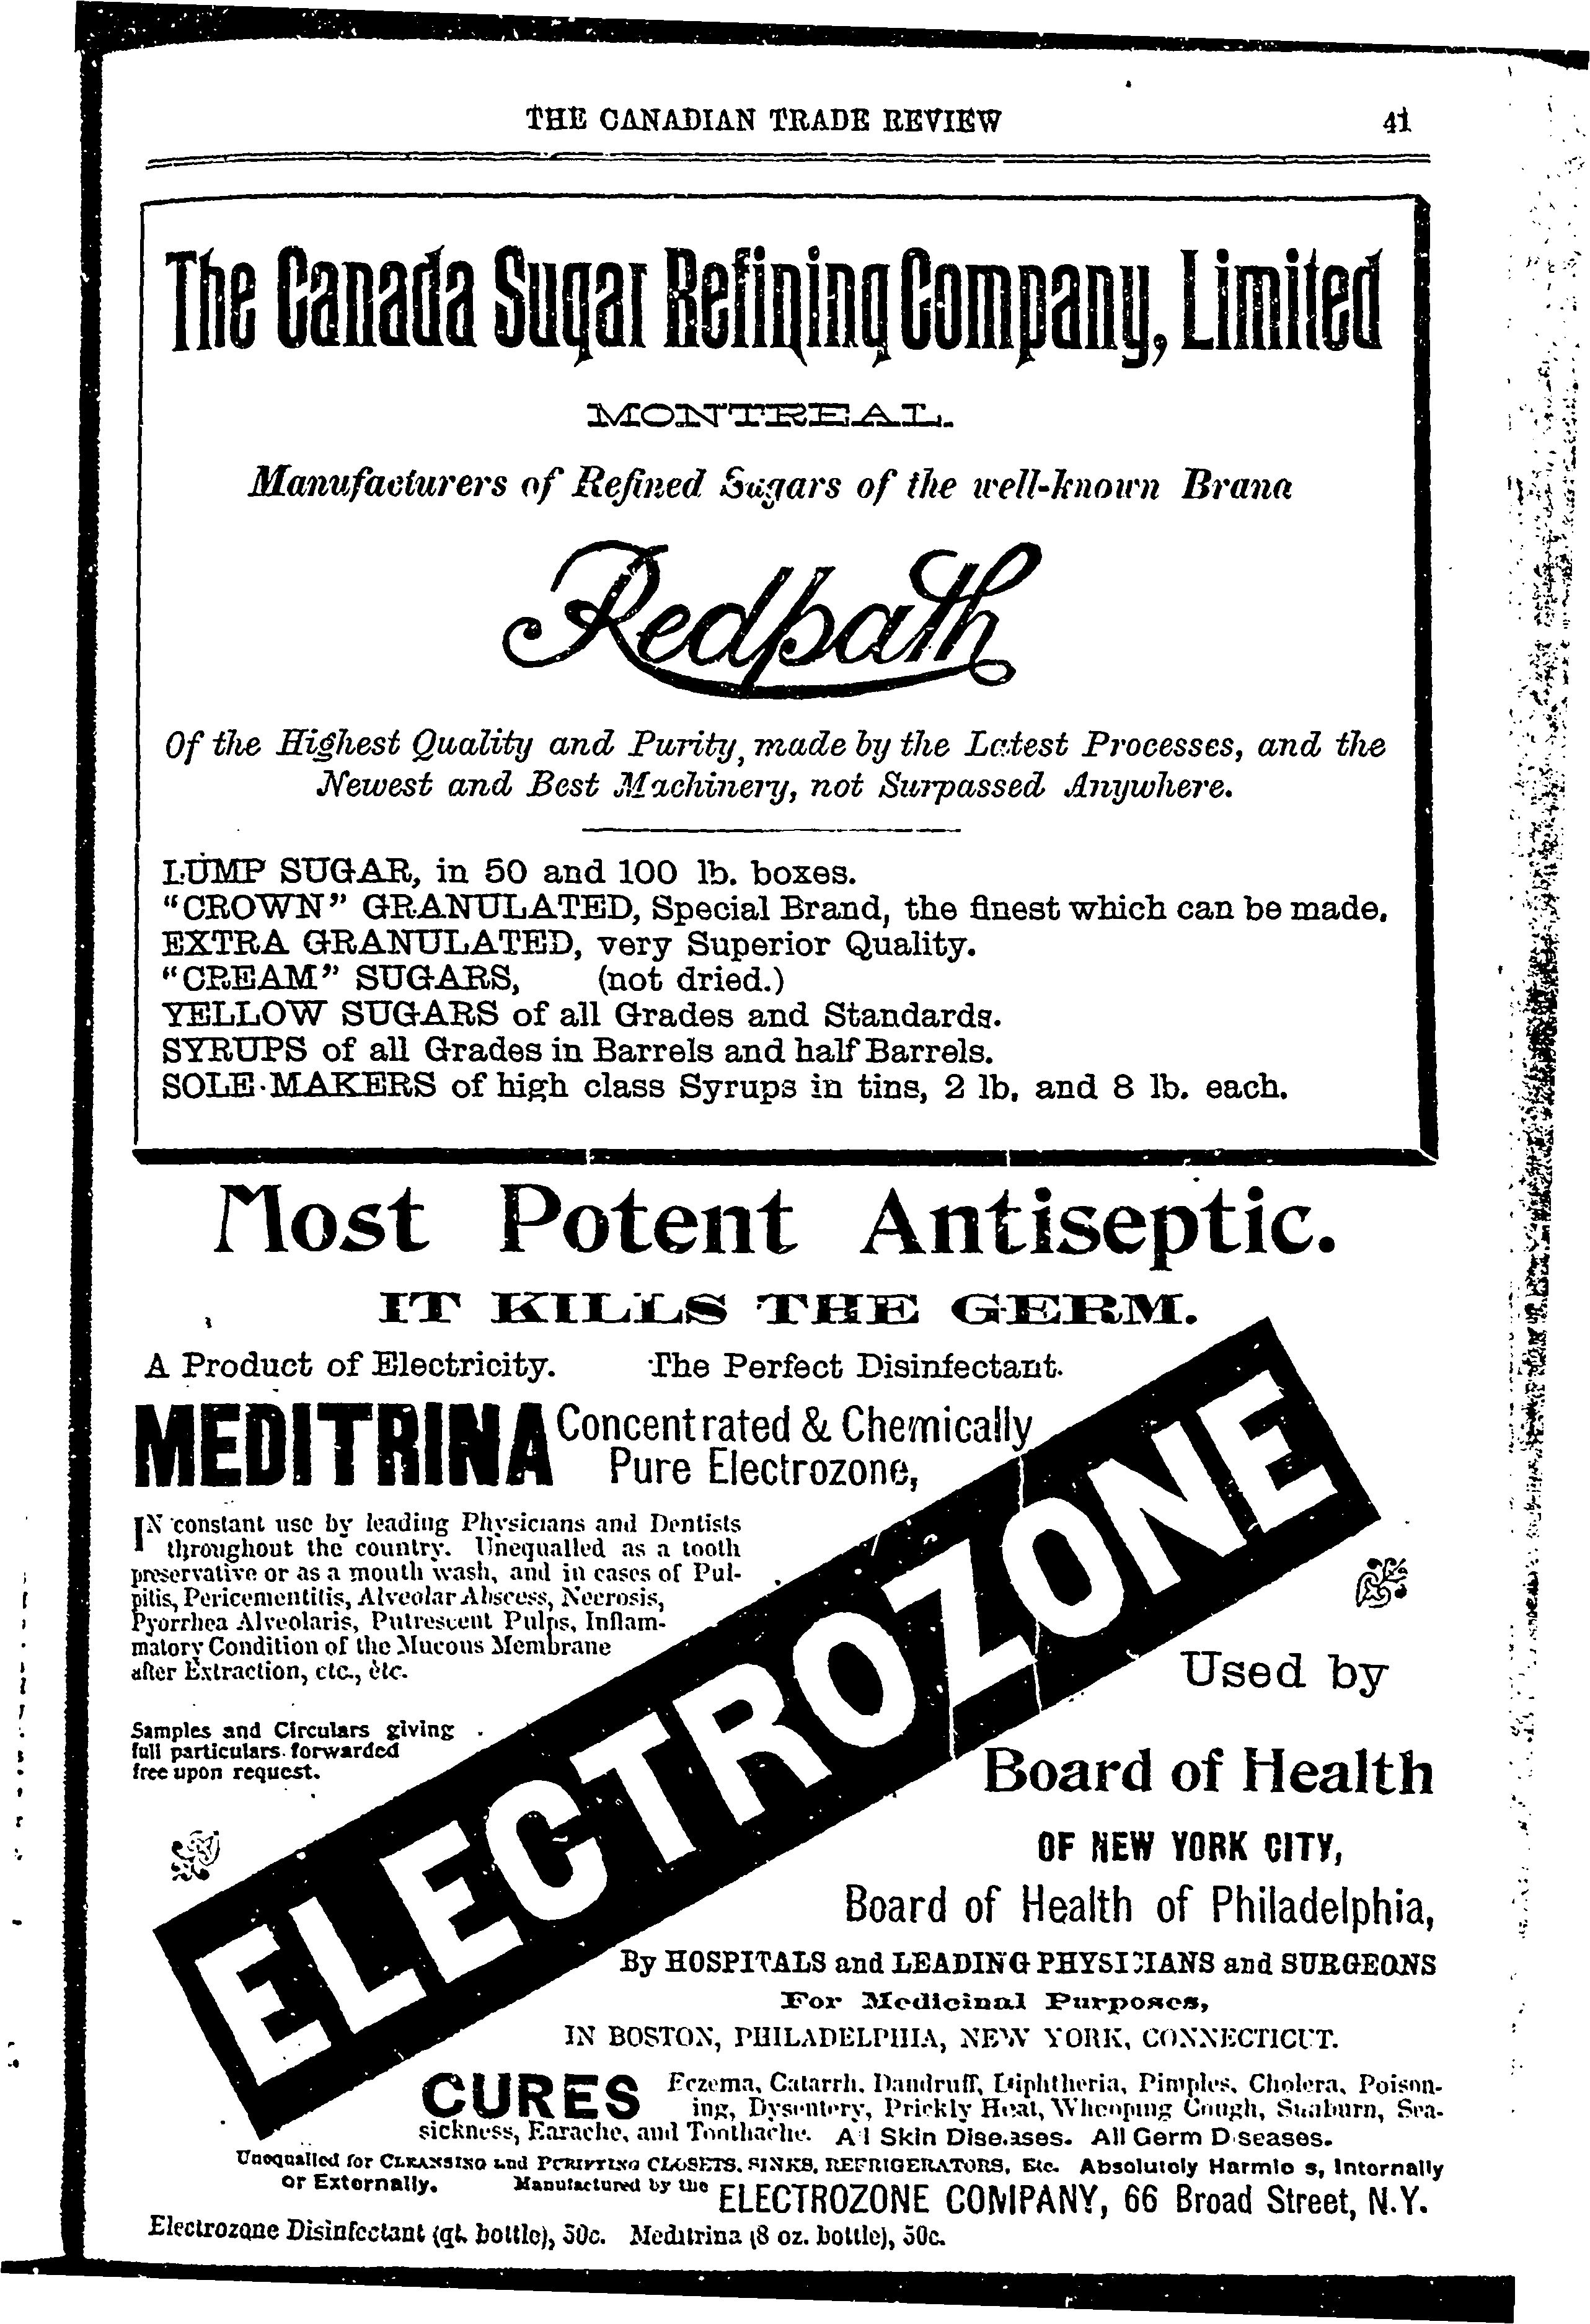 THE CANADIAN TRADE REVIEW 41
The Canada Sugar Refining Company, Limited
MONTREAL.
Manufacturers of Refined Sugars of the well-known Brand
Redpath
Of the Highest Quality and Purity, made by the Latest Processes, and the
Newest and Best Machinery, not Surpassed Anywhere.
LUMP SUGAR, in 50 and 100 lb. boxes.
"CROWN" GRANULATED, Special Brand, the finest which can be made.
EXTRA GRANULATED, very Superior Quality.
"CREAM" SUGARS, (not dried.)
YELLOW SUGARS of all Grades and Standards.
SYRUPS of all Grades in Barrels and half Barrels.
SOLE MAKERS of high class Syrups in tins, 2 lb. and 8 lb. each.
Most Potent Antiseptic.
IT KILLS THE GERM.
A Product of Electricity. The Perfect Disinfectant.
MEDITRINA Concentrated & Chemically
Pure Electrozone,
IN constant use by leading Physicians and Dentists
throughout the country. Unequalled as a tooth
preservative or as a mouth wash, and in cases of Pul-
pitis, Pericementitis, Alveolar Abscess, Necrosis,
Pyorrhea Alveolaris, Putrescent Pulps, Inflam-
matory Condition of the Mucous Membrane
after Extraction, etc., etc.
Samples and Circulars giving
full particulars forwarded
free upon request.
ELECTROZONE
Used by
Board of Health
OF NEW YORK CITY,
Board of Health of Philadelphia,
By HOSPITALS and LEADING PHYSICIANS and SURGEONS
For Medicinal Purposes,
IN BOSTON, PHILADELPHIA, NEW YORK, CONNECTICUT.
CURES Eczema, Catarrh, Dandruff, Diphtheria, Pimples, Cholera, Poison-
ing, Dysentery, Prickly Heat, Whooping Cough, Sunburn, Sea-
sickness, Earache, and Toothache. All Skin Diseases. All Germ Diseases.
Unequalled for CLEANSING and PURIFYING CLOSETS, SINKS, REFRIGERATORS, Etc. Absolutely Harmless, Internally
or Externally. Manufactured by the ELECTROZONE COMPANY, 66 Broad Street, N.Y.
Electrozone Disinfectant (qt. bottle), 50c. Meditrina (8 oz. bottle), 50c.